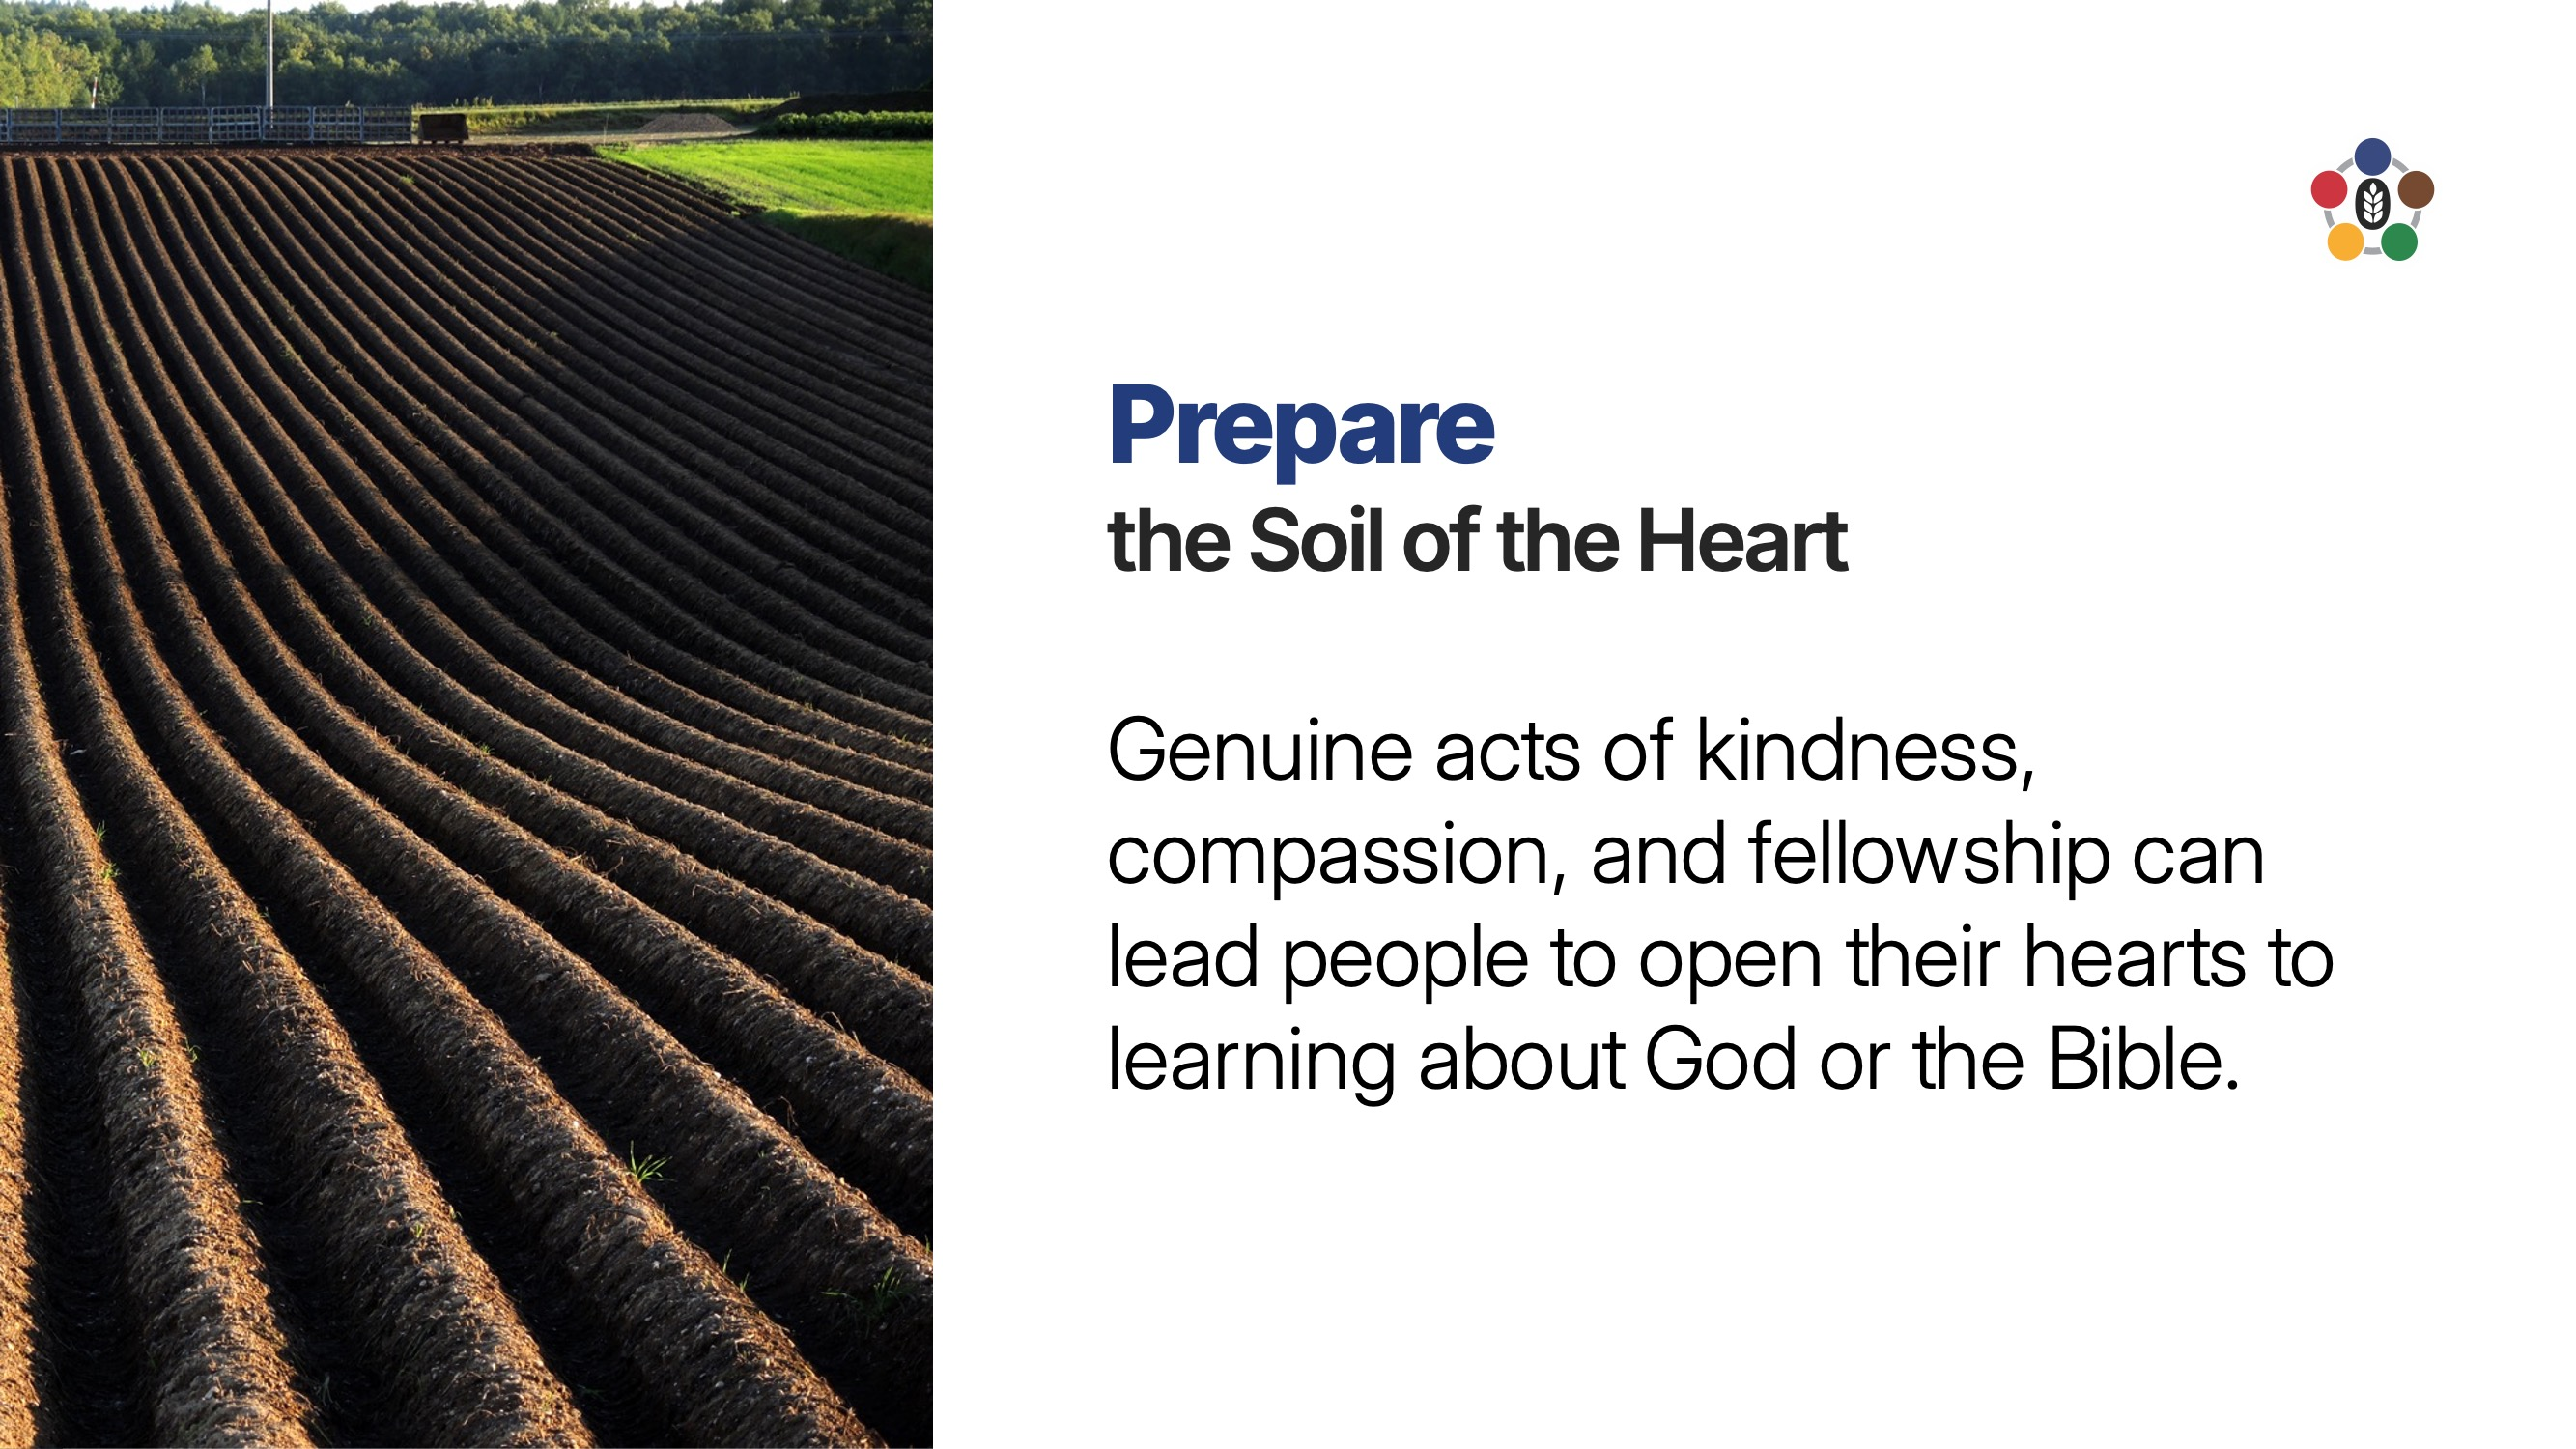 Prepare
the Soil of the Heart
Genuine acts of kindness,
compassion, and fellowship can
lead people to open their hearts to
learning about God or the Bible.